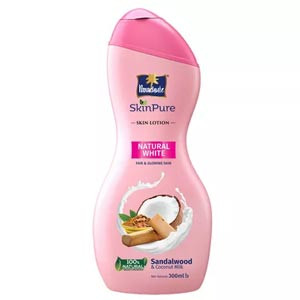 Parachute
SkinPure
SKIN LOTION
NATURAL
WHITE
FAIR & GLOWING SKIN
100%
NATURAL
Sandalwood
& Coconut Milk
Net Volume: 300ml